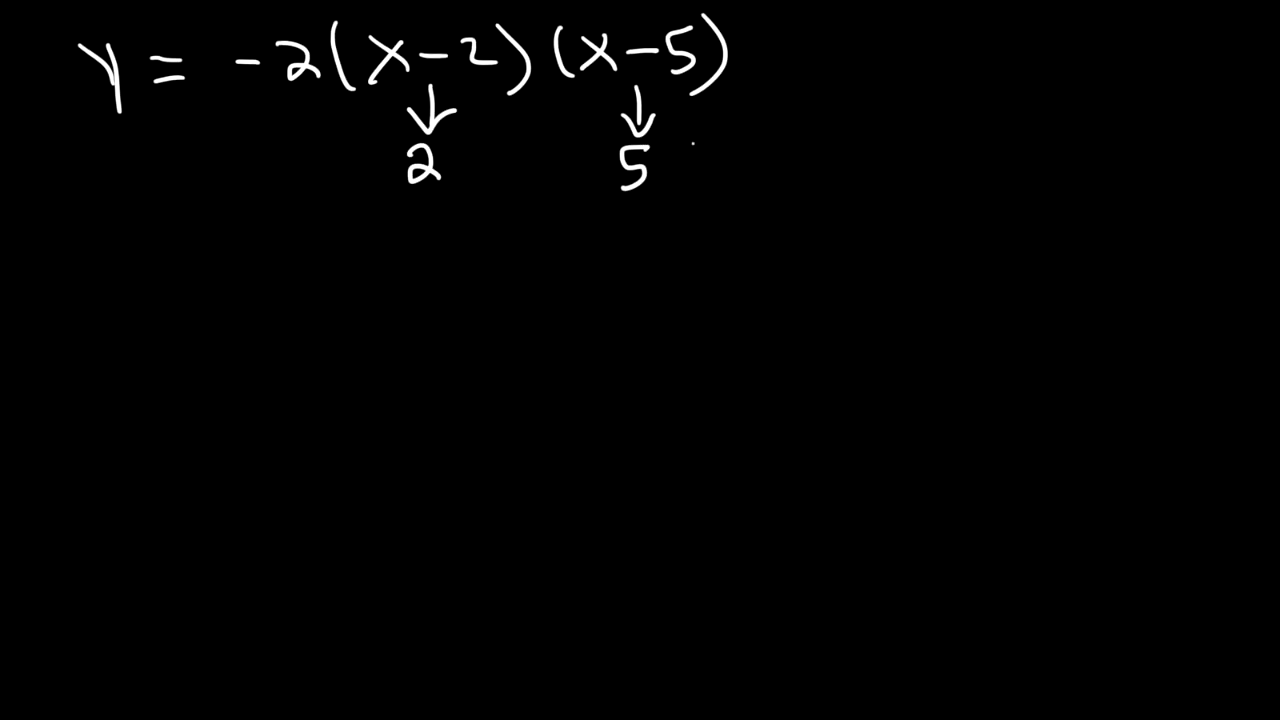 y = -2(x-2)(x-5)
↓ ↓
2 5